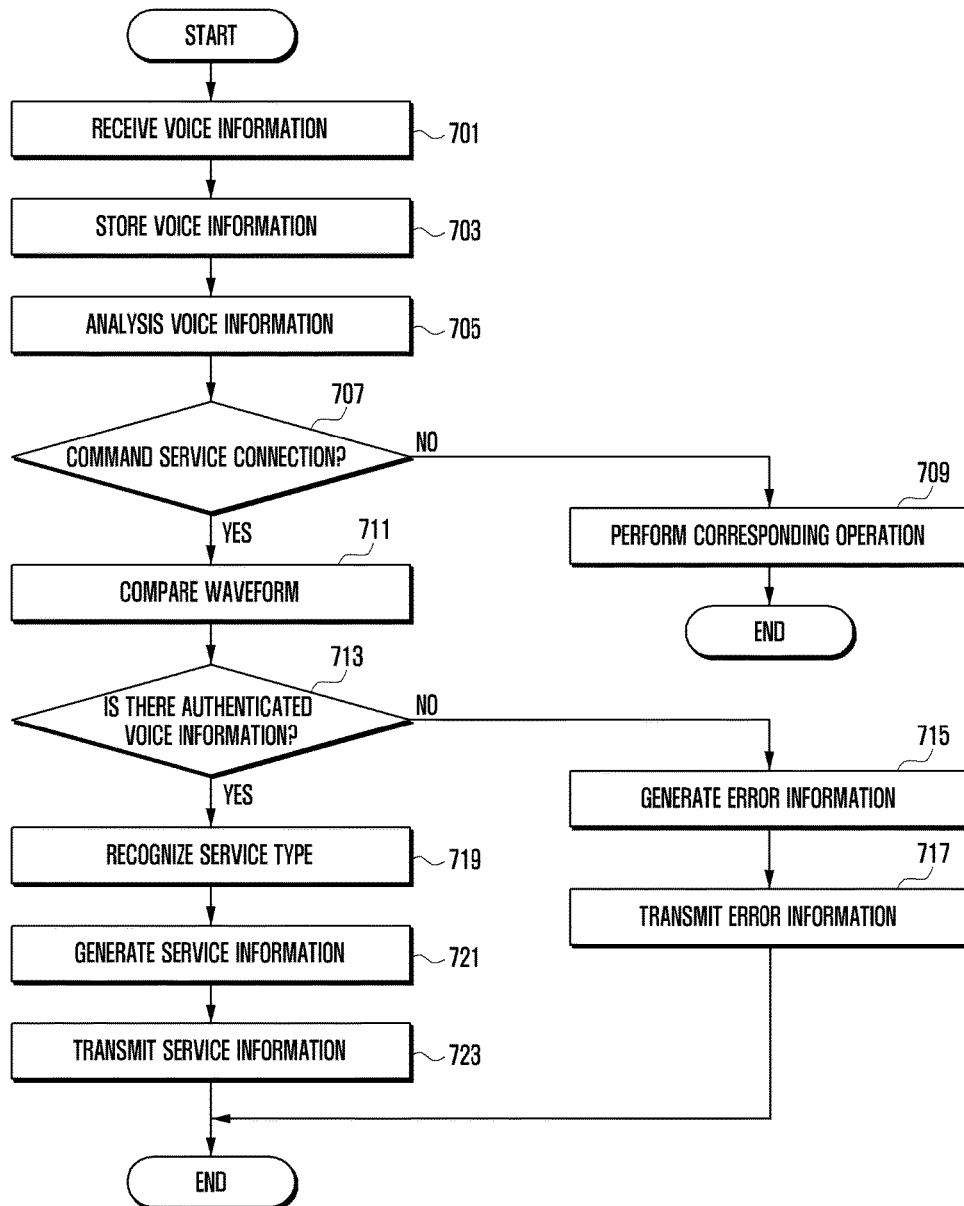 START
RECEIVE VOICE INFORMATION
701
STORE VOICE INFORMATION
703
ANALYSIS VOICE INFORMATION
705
707
COMMAND SERVICE CONNECTION?
NO
YES
709
PERFORM CORRESPONDING OPERATION
END
711
COMPARE WAVEFORM
713
IS THERE AUTHENTICATED
VOICE INFORMATION?
NO
YES
715
GENERATE ERROR INFORMATION
717
TRANSMIT ERROR INFORMATION
RECOGNIZE SERVICE TYPE
719
GENERATE SERVICE INFORMATION
721
TRANSMIT SERVICE INFORMATION
723
END